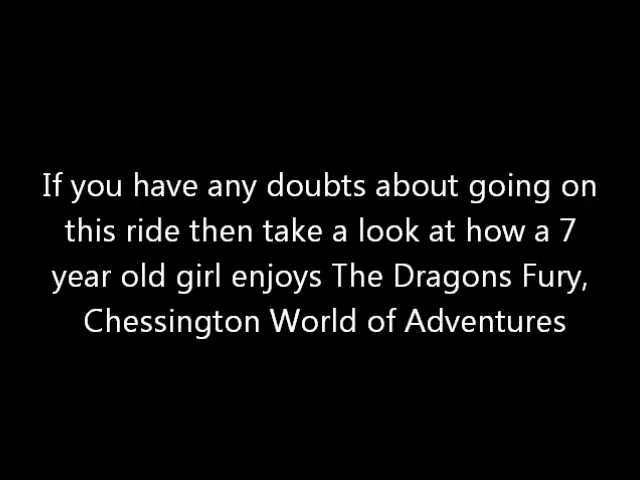 If you have any doubts about going on
this ride then take a look at how a 7
year old girl enjoys The Dragons Fury,
Chessington World of Adventures